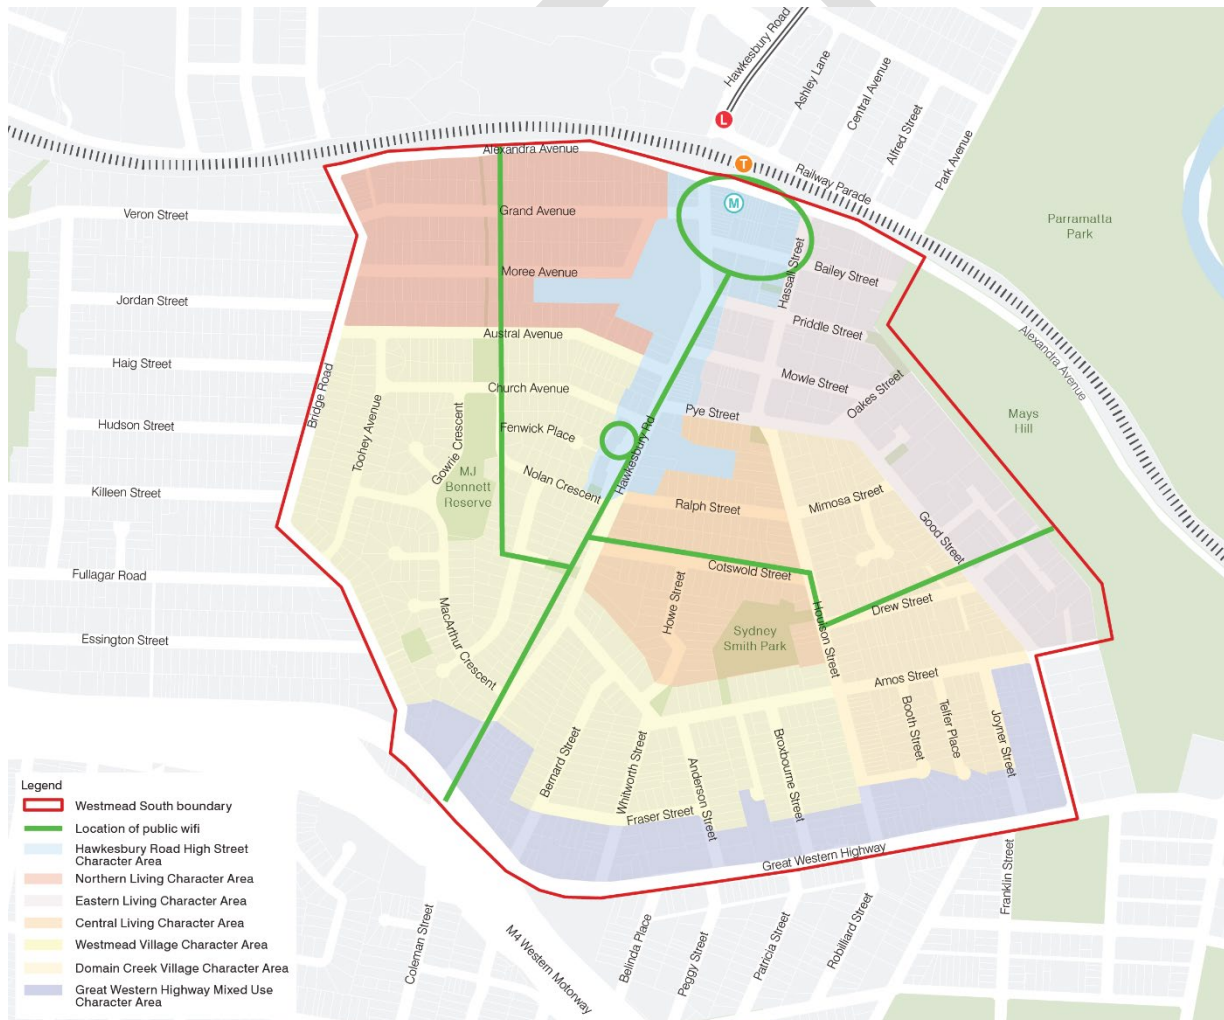 Hawkesbury Road
Ashley Lane
Central Avenue
Alfred Street
Park Avenue
L
T
Railway Parade
Alexandra Avenue
M
Veron Street
Grand Avenue
Parramatta
Park
Hassall Street
Bailey Street
Moree Avenue
Jordan Street
Priddle Street
Alexandra Avenue
Austral Avenue
Haig Street
Bridge Road
Mowle Street
Oakes Street
Church Avenue
Pye Street
Mays
Hill
Hudson Street
Toohey Avenue
Gowrie Crescent
Fenwick Place
Hawkesbury Rd
MJ
Bennett
Reserve
Nolan Crescent
Killeen Street
Ralph Street
Mimosa Street
Good Street
Fullagar Road
Cotswold Street
Howe Street
Houison Street
Drew Street
MacArthur Crescent
Essington Street
Sydney
Smith Park
Amos Street
Booth Street
Telfer Place
Joyner Street
Bernard Street
Whitworth Street
Anderson Street
Broxbourne Street
Fraser Street
Great Western Highway
Franklin Street
Coleman Street
M4 Western Motorway
Belinda Place
Peggy Street
Patricia Street
Robilliard Street
Legend
Westmead South boundary
Location of public wifi
Hawkesbury Road High Street
Character Area
Northern Living Character Area
Eastern Living Character Area
Central Living Character Area
Westmead Village Character Area
Domain Creek Village Character Area
Great Western Highway Mixed Use
Character Area